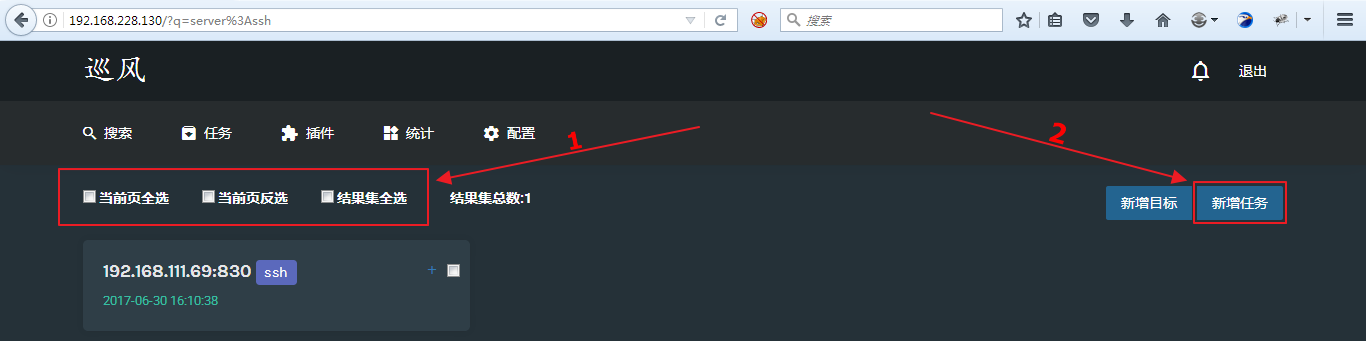 192.168.228.130/?q=server%3Assh
搜索
巡风
退出
搜索 任务 插件 统计 配置
1
2
当前页全选 当前页反选 结果集全选 结果集总数:1 新增目标 新增任务
192.168.111.69:830 ssh +
2017-06-30 16:10:38